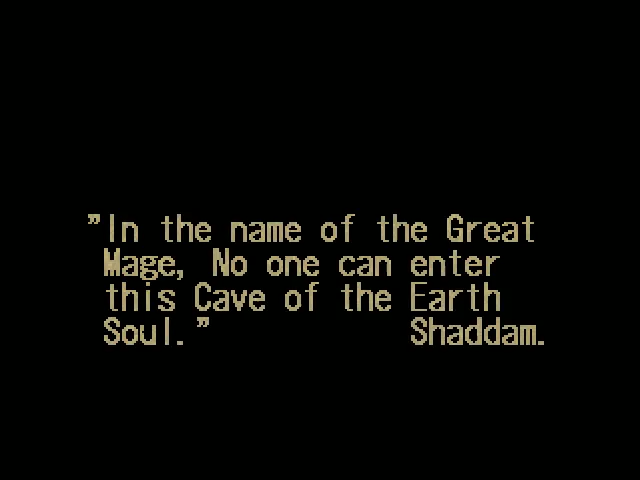 ”In the name of the Great
Mage, No one can enter
this Cave of the Earth
Soul.” Shaddam.